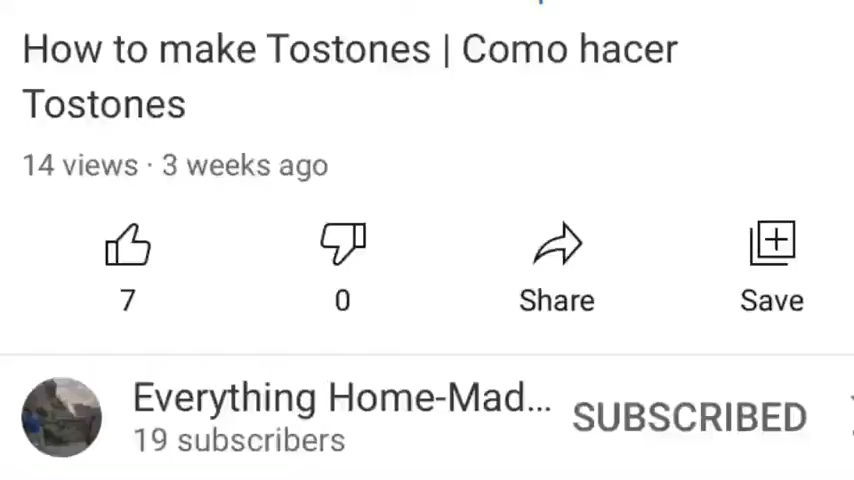 How to make Tostones | Como hacer
Tostones
14 views · 3 weeks ago
7
0
Share
Save
Everything Home-Mad...
SUBSCRIBED
19 subscribers